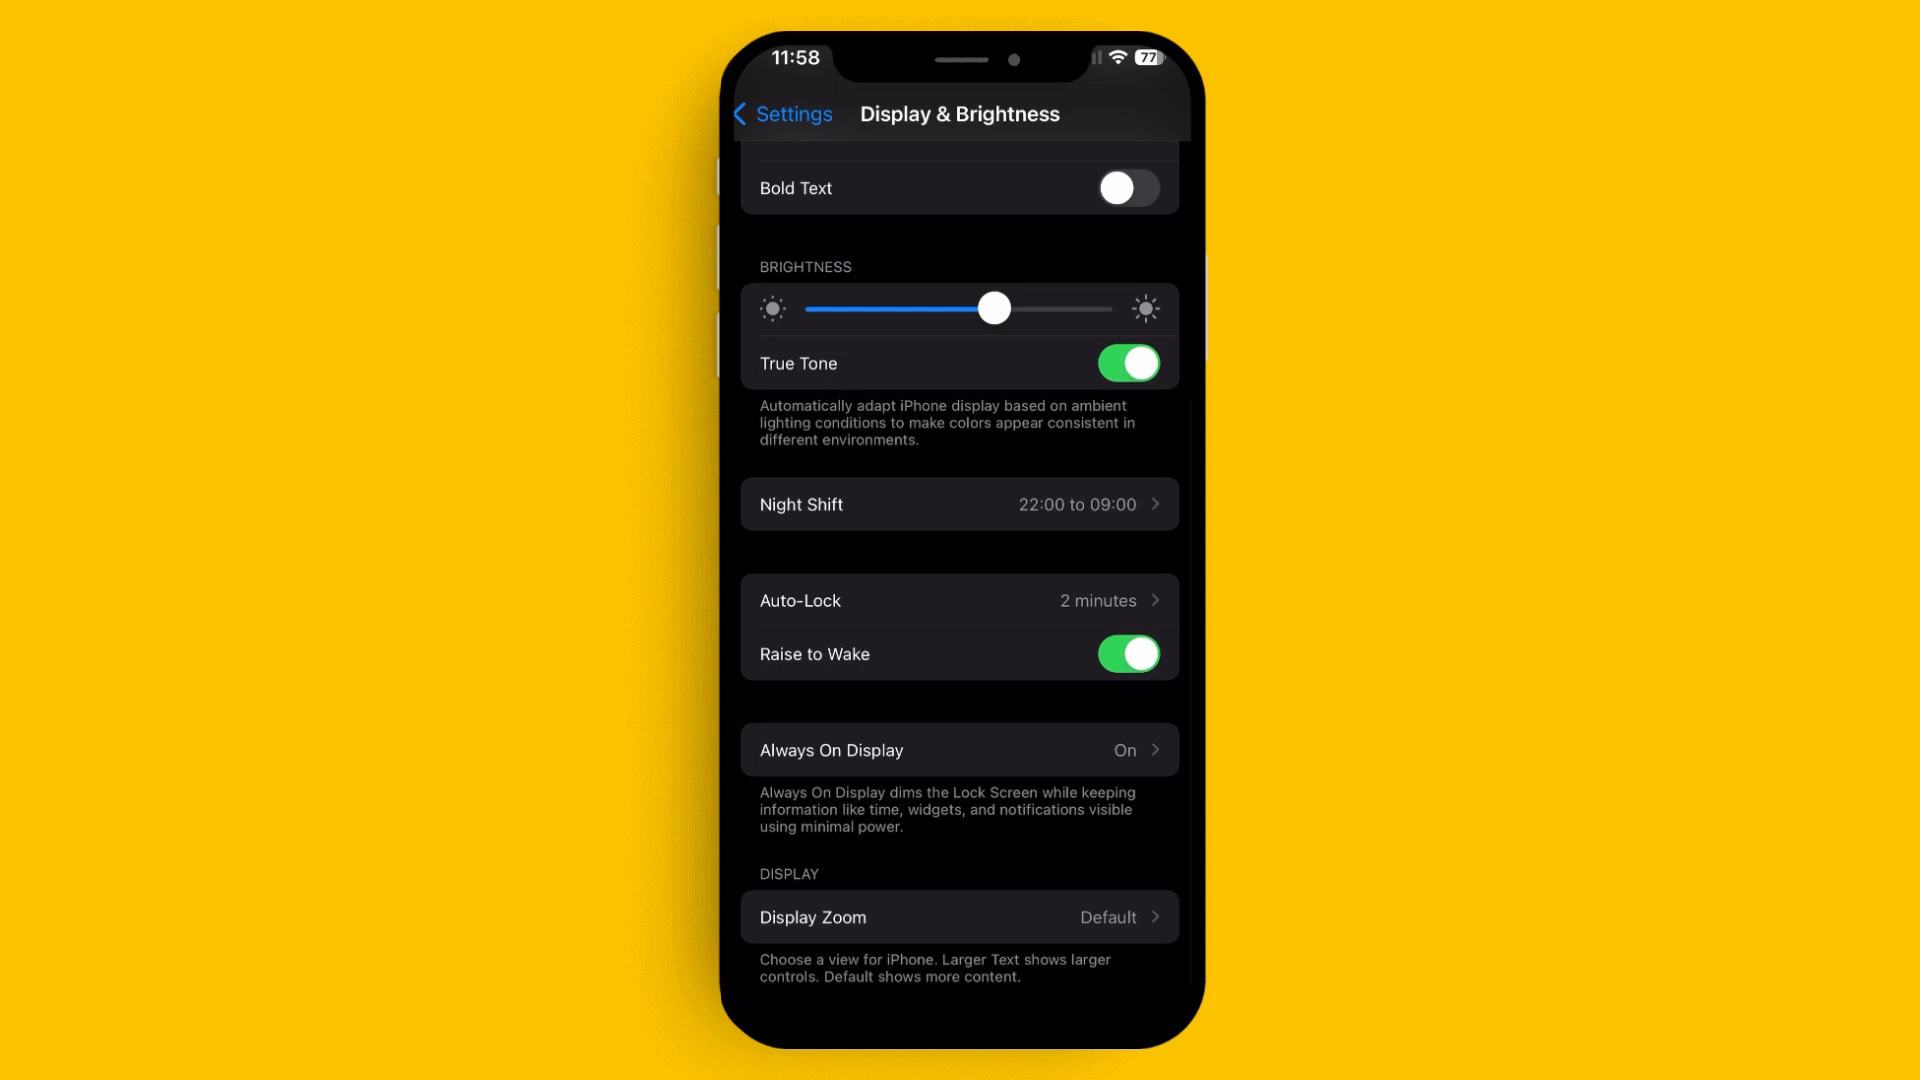 11:58
77
Settings
Display & Brightness
Bold Text
BRIGHTNESS
True Tone
Automatically adapt iPhone display based on ambient
lighting conditions to make colors appear consistent in
different environments.
Night Shift 22:00 to 09:00
Auto-Lock 2 minutes
Raise to Wake
Always On Display On
Always On Display dims the Lock Screen while keeping
information like time, widgets, and notifications visible
using minimal power.
DISPLAY
Display Zoom Default
Choose a view for iPhone. Larger Text shows larger
controls. Default shows more content.